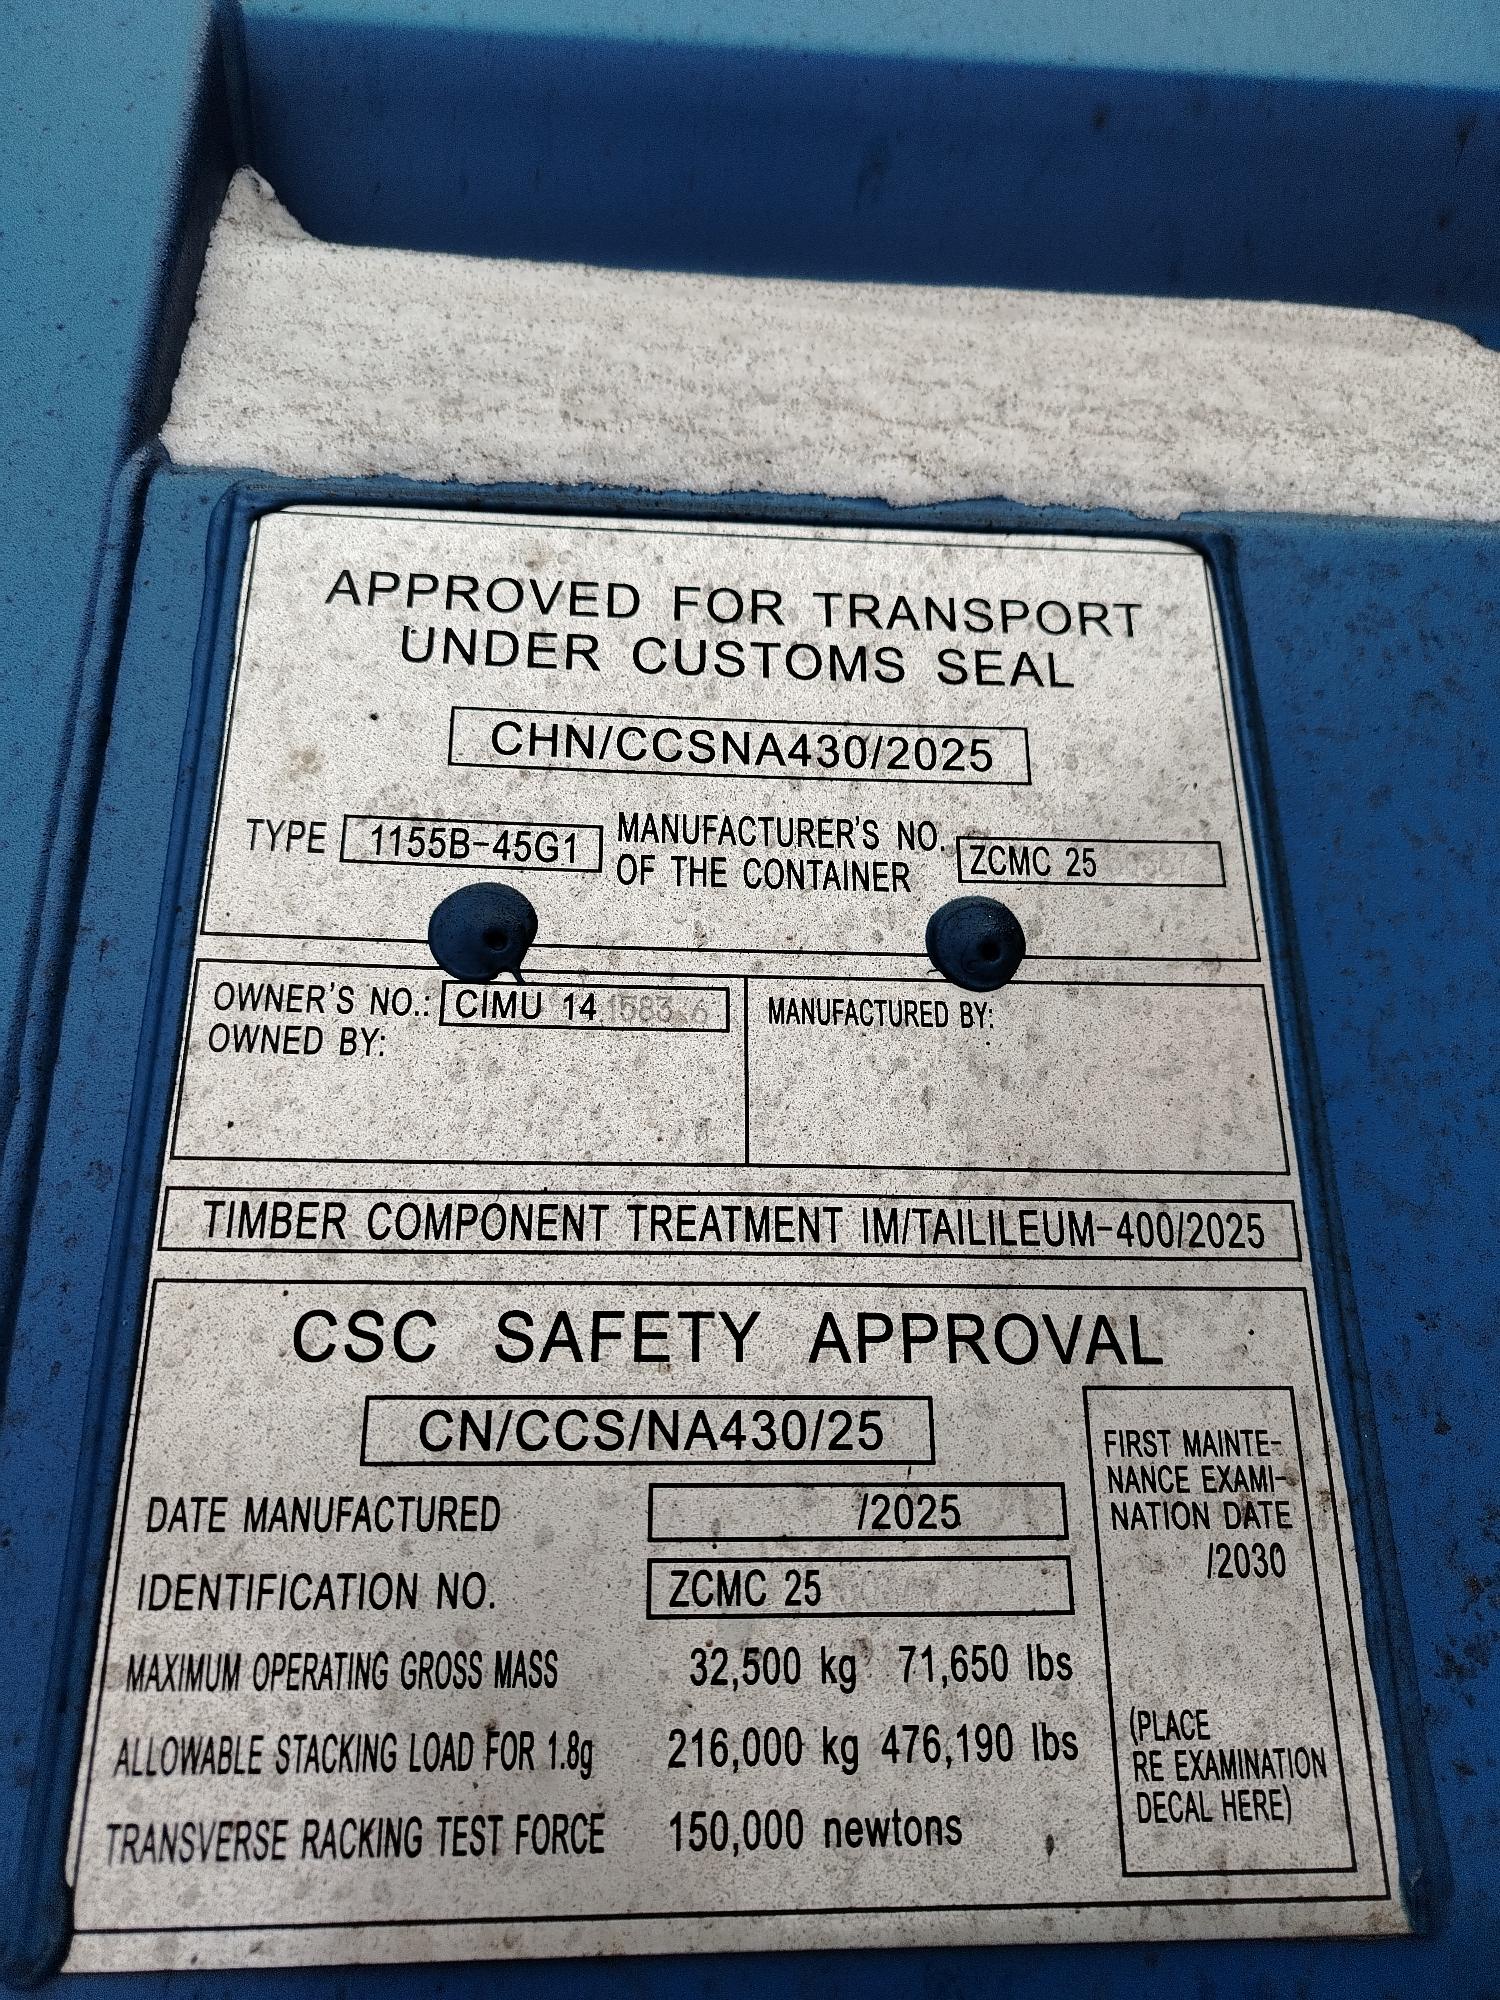 APPROVED FOR TRANSPORT
UNDER CUSTOMS SEAL
CHN/CCSNA430/2025
TYPE 1155B-45G1 MANUFACTURER'S NO. OF THE CONTAINER ZCMC 25
OWNER'S NO.: CIMU 14 1583 6
OWNED BY:
MANUFACTURED BY:
TIMBER COMPONENT TREATMENT IM/TAILILEUM-400/2025
CSC SAFETY APPROVAL
CN/CCS/NA430/25
DATE MANUFACTURED /2025
IDENTIFICATION NO. ZCMC 25
MAXIMUM OPERATING GROSS MASS 32,500 kg 71,650 lbs
ALLOWABLE STACKING LOAD FOR 1.8g 216,000 kg 476,190 lbs
TRANSVERSE RACKING TEST FORCE 150,000 newtons
FIRST MAINTE-
NANCE EXAMI-
NATION DATE
/2030
(PLACE
RE EXAMINATION
DECAL HERE)